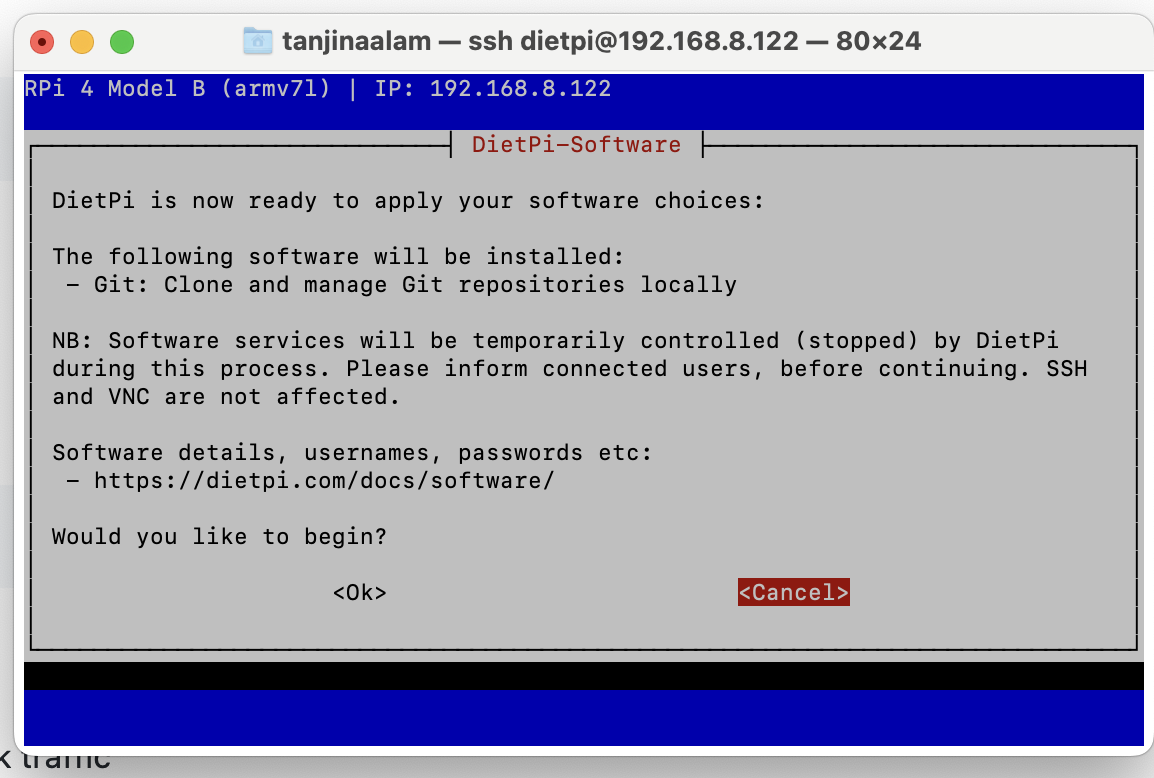 tanjinaalam — ssh dietpi@192.168.8.122 — 80×24
RPi 4 Model B (armv7l) | IP: 192.168.8.122
DietPi-Software
DietPi is now ready to apply your software choices:
The following software will be installed:
- Git: Clone and manage Git repositories locally
NB: Software services will be temporarily controlled (stopped) by DietPi
during this process. Please inform connected users, before continuing. SSH
and VNC are not affected.
Software details, usernames, passwords etc:
- https://dietpi.com/docs/software/
Would you like to begin?
<Ok> <Cancel>